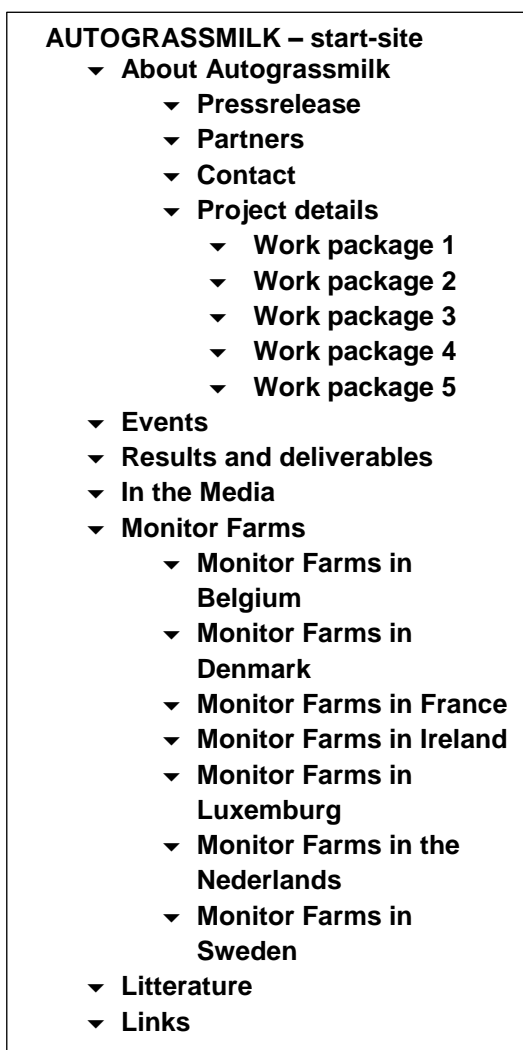 AUTOGRASSMILK – start-site
About Autograssmilk
Pressrelease
Partners
Contact
Project details
Work package 1
Work package 2
Work package 3
Work package 4
Work package 5
Events
Results and deliverables
In the Media
Monitor Farms
Monitor Farms in
Belgium
Monitor Farms in
Denmark
Monitor Farms in France
Monitor Farms in Ireland
Monitor Farms in
Luxemburg
Monitor Farms in the
Nederlands
Monitor Farms in
Sweden
Litterature
Links